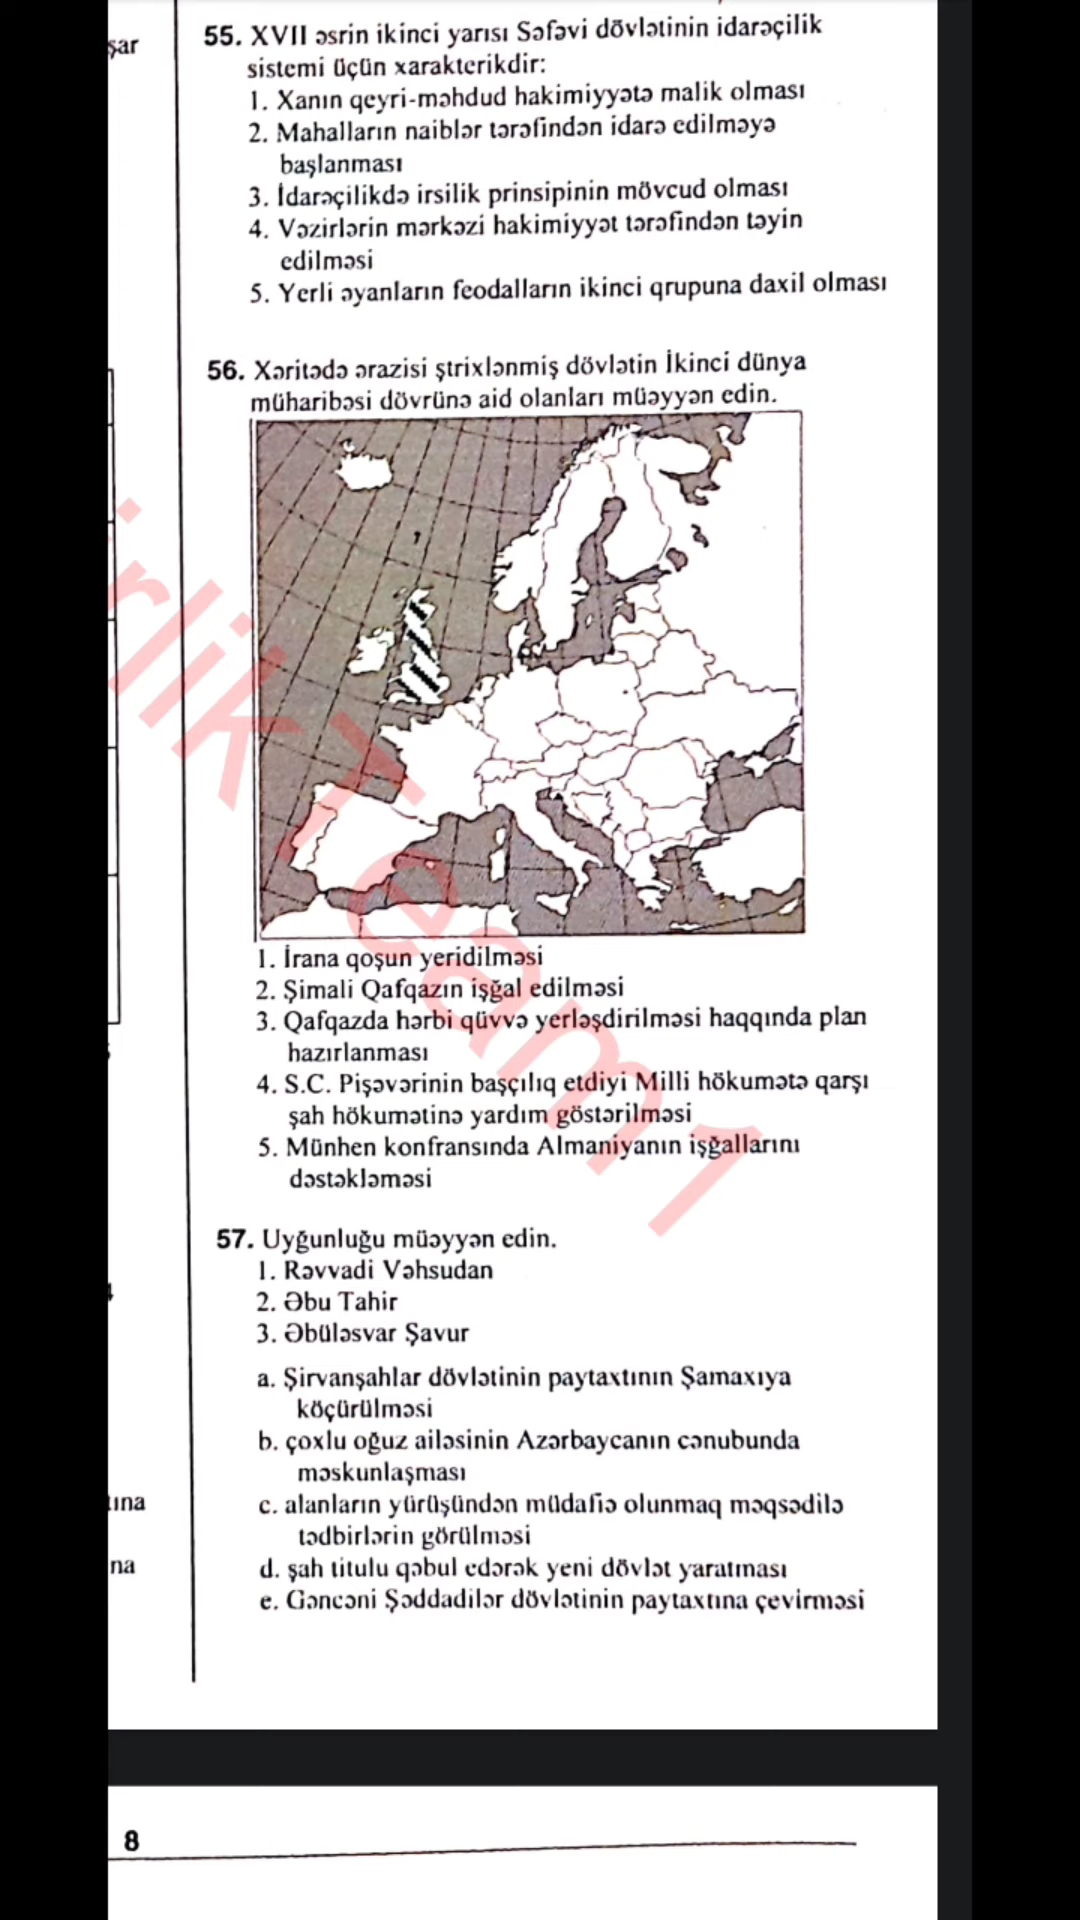 şar
55. XVII əsrin ikinci yarısı Səfəvi dövlətinin idarəçilik
sistemi üçün xarakterikdir:
1. Xanın qeyri-məhdud hakimiyyətə malik olması
2. Mahalların naiblər tərəfindən idarə edilməyə
başlanması
3. İdarəçilikdə irsilik prinsipinin mövcud olması
4. Vəzirlərin mərkəzi hakimiyyət tərəfindən təyin
edilməsi
5. Yerli əyanların feodalların ikinci qrupuna daxil olması
56. Xəritədə ərazisi ştrixlənmiş dövlətin İkinci dünya
müharibəsi dövrünə aid olanları müəyyən edin.
1. İrana qoşun yeridilməsi
2. Şimali Qafqazın işğal edilməsi
3. Qafqazda hərbi qüvvə yerləşdirilməsi haqqında plan
hazırlanması
4. S.C. Pişəvərinin başçılıq etdiyi Milli hökumətə qarşı
şah hökumətinə yardım göstərilməsi
5. Münhen konfransında Almaniyanın işğallarını
dəstəkləməsi
57. Uyğunluğu müəyyən edin.
1. Rəvvadi Vəhsudan
2. Əbu Tahir
3. Əbüləsvar Şavur
a. Şirvanşahlar dövlətinin paytaxtının Şamaxıya
köçürülməsi
b. çoxlu oğuz ailəsinin Azərbaycanın cənubunda
məskunlaşması
ına
c. alanların yürüşündən müdafiə olunmaq məqsədilə
tədbirlərin görülməsi
na
d. şah titulu qəbul edərək yeni dövlət yaratması
e. Gəncəni Şəddadilər dövlətinin paytaxtına çevirməsi
irlik Team1
8